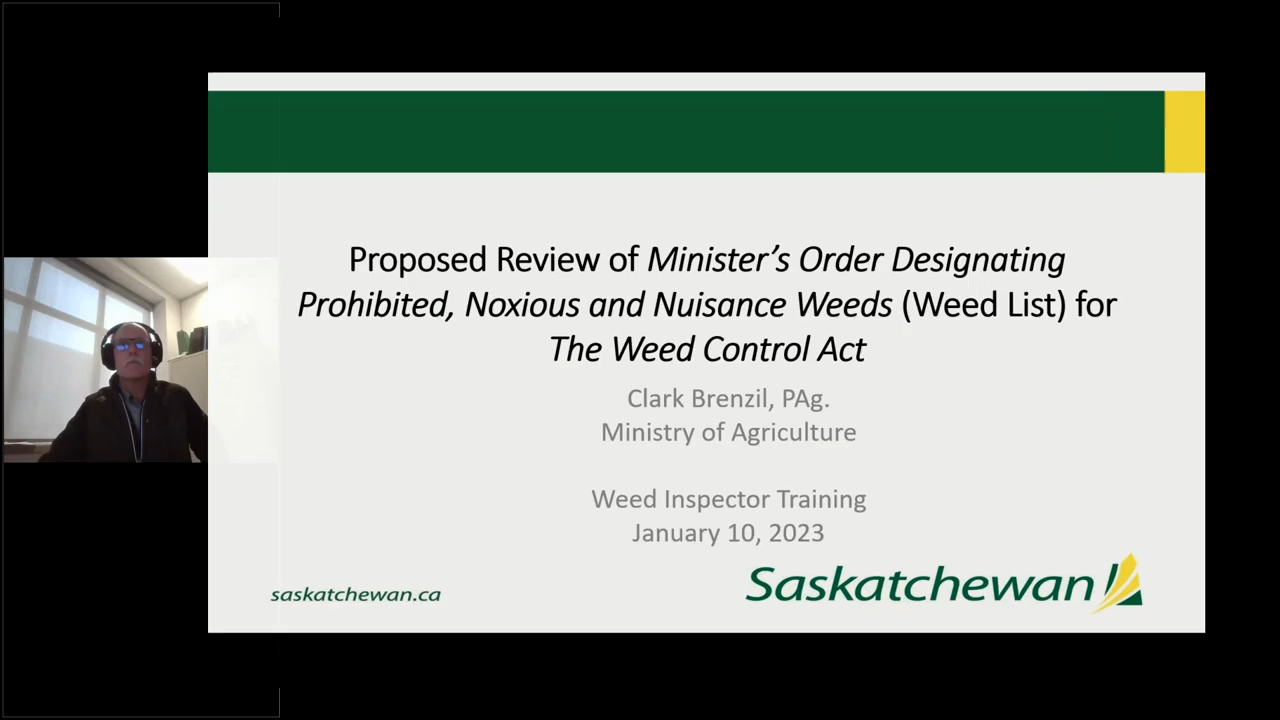 Proposed Review of Minister's Order Designating
Prohibited, Noxious and Nuisance Weeds (Weed List) for
The Weed Control Act
Clark Brenzil, PAg.
Ministry of Agriculture
Weed Inspector Training
January 10, 2023
saskatchewan.ca
Saskatchewan